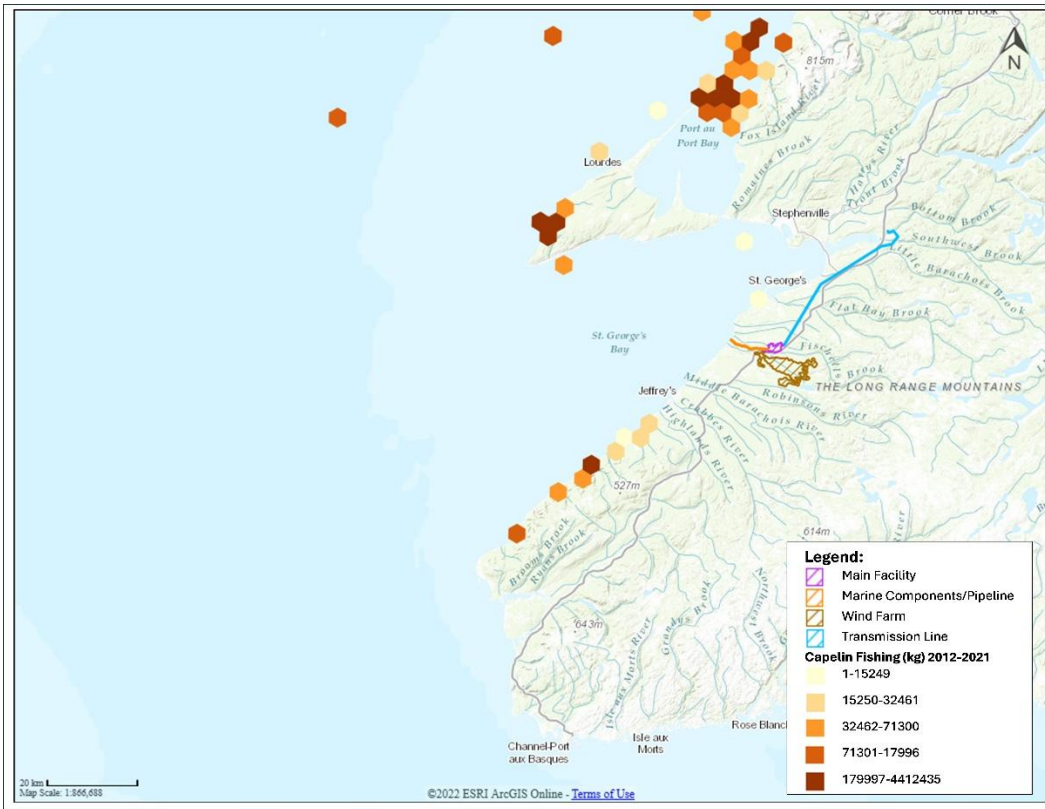 Corner Brook
N
815m
Fox Island River
Port au
Port Bay
Harrys River
Trout Brook
Lourdes
Romaines Brook
Stephenville
Bottom Brook
Southwest Brook
Little Barachois Brook
St. George's
Flat Bay Brook
St. George's
Bay
Fischells Brook
THE LONG RANGE MOUNTAINS
Jeffrey's
Middle Barachois River
Robinsons River
Crabbes River
Highlands River
527m
614m
River
Brooms Brook
Ryans Brook
Grandys Brook
Northwest
Brook
643m
Isle aux Morts River
Rose Blanc
Isle aux
Morts
Channel-Port
aux Basques
Legend:
Main Facility
Marine Components/Pipeline
Wind Farm
Transmission Line
Capelin Fishing (kg) 2012-2021
1-15249
15250-32461
32462-71300
71301-17996
179997-4412435
20 km
Map Scale: 1:866,688
©2022 ESRI ArcGIS Online - Terms of Use